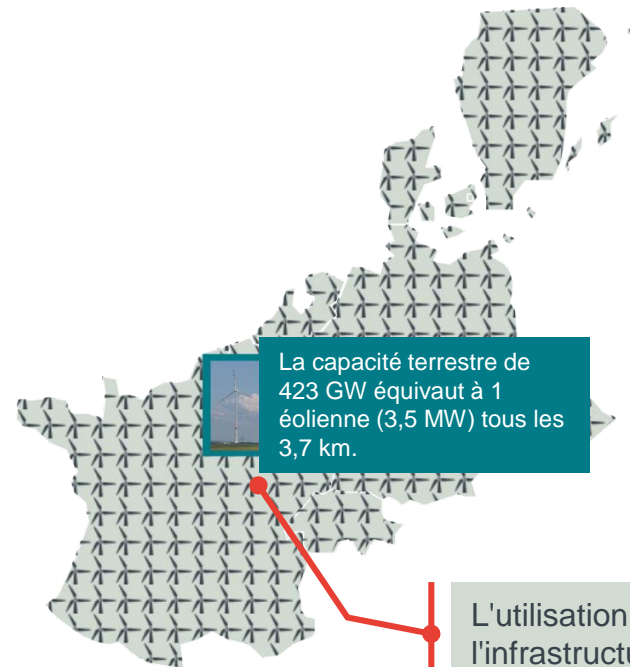 La capacité terrestre de
423 GW équivaut à 1
éolienne (3,5 MW) tous les
3,7 km.
L'utilisation